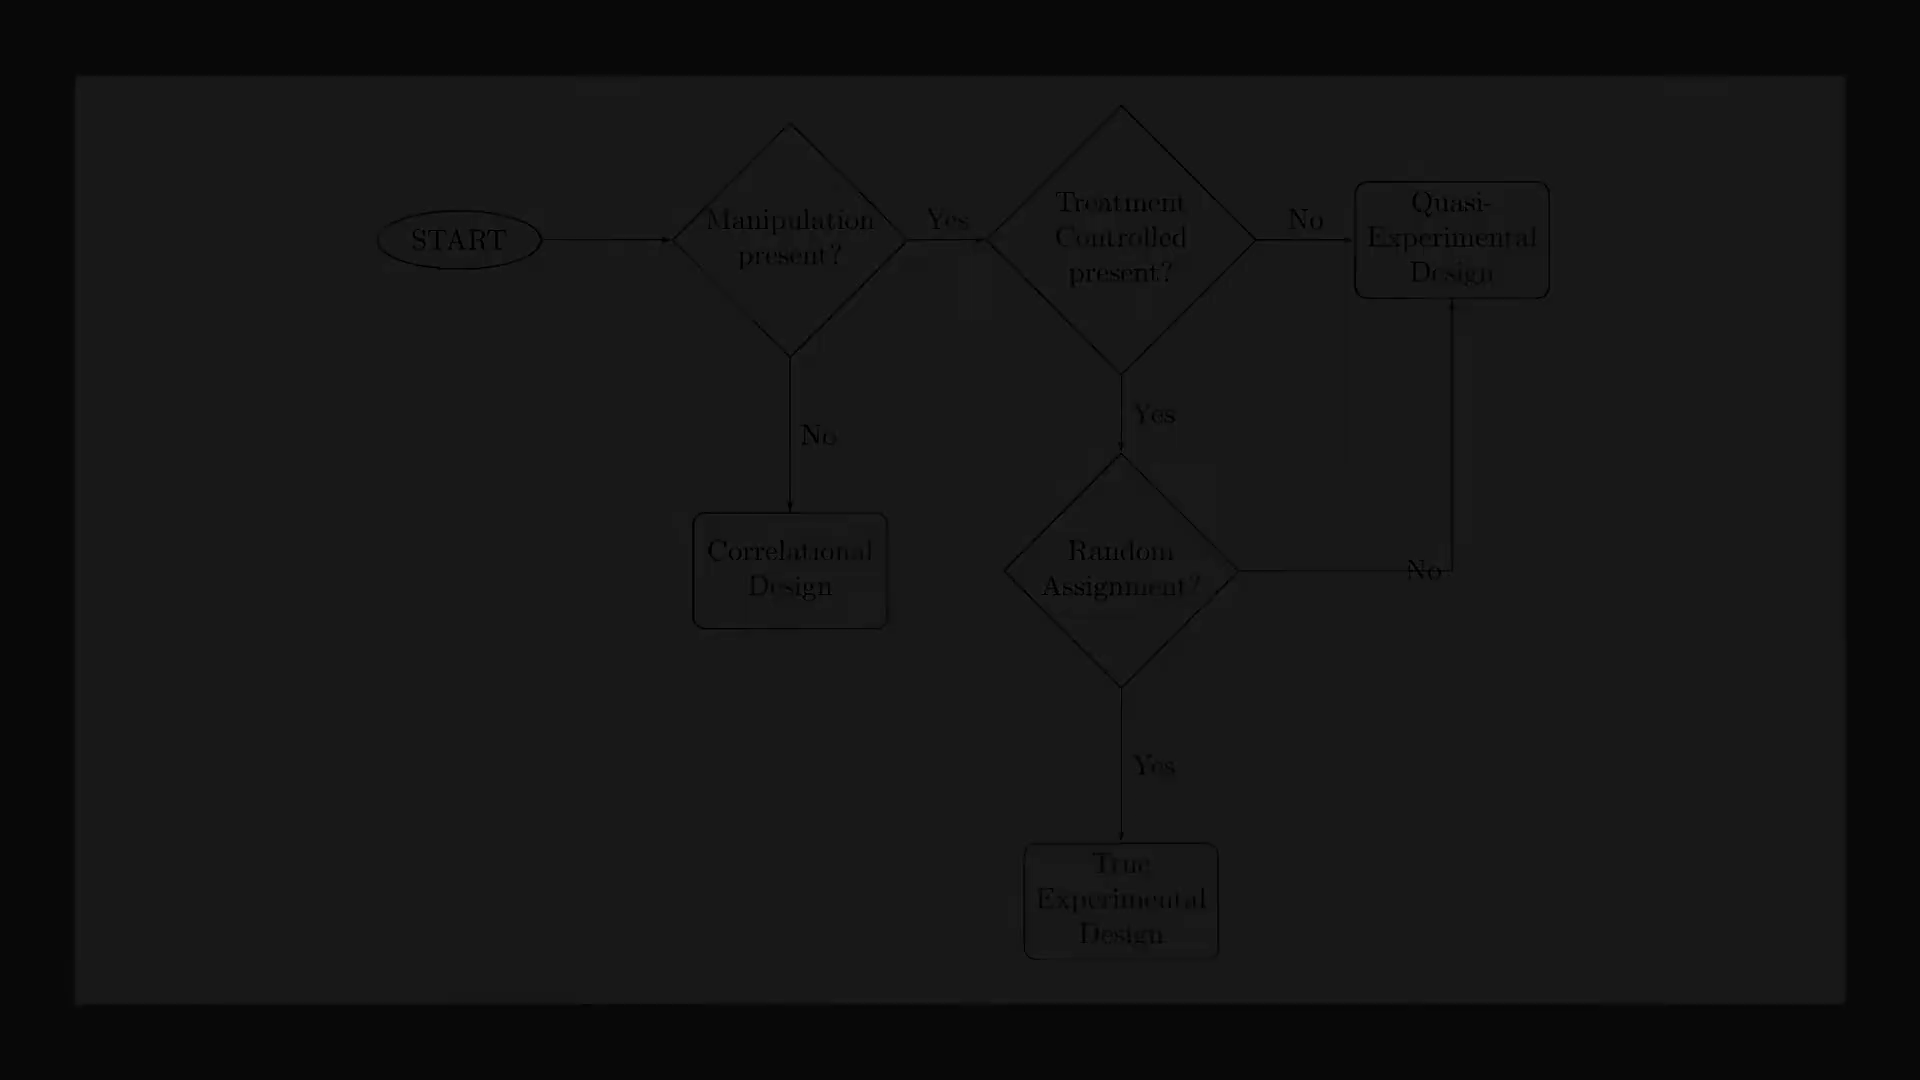 START
Manipulation
present?
Yes
Treatment
Controlled
present?
No
Quasi-
Experimental
Design
No
Yes
Correlational
Design
Random
Assignment?
No
Yes
True
Experimental
Design